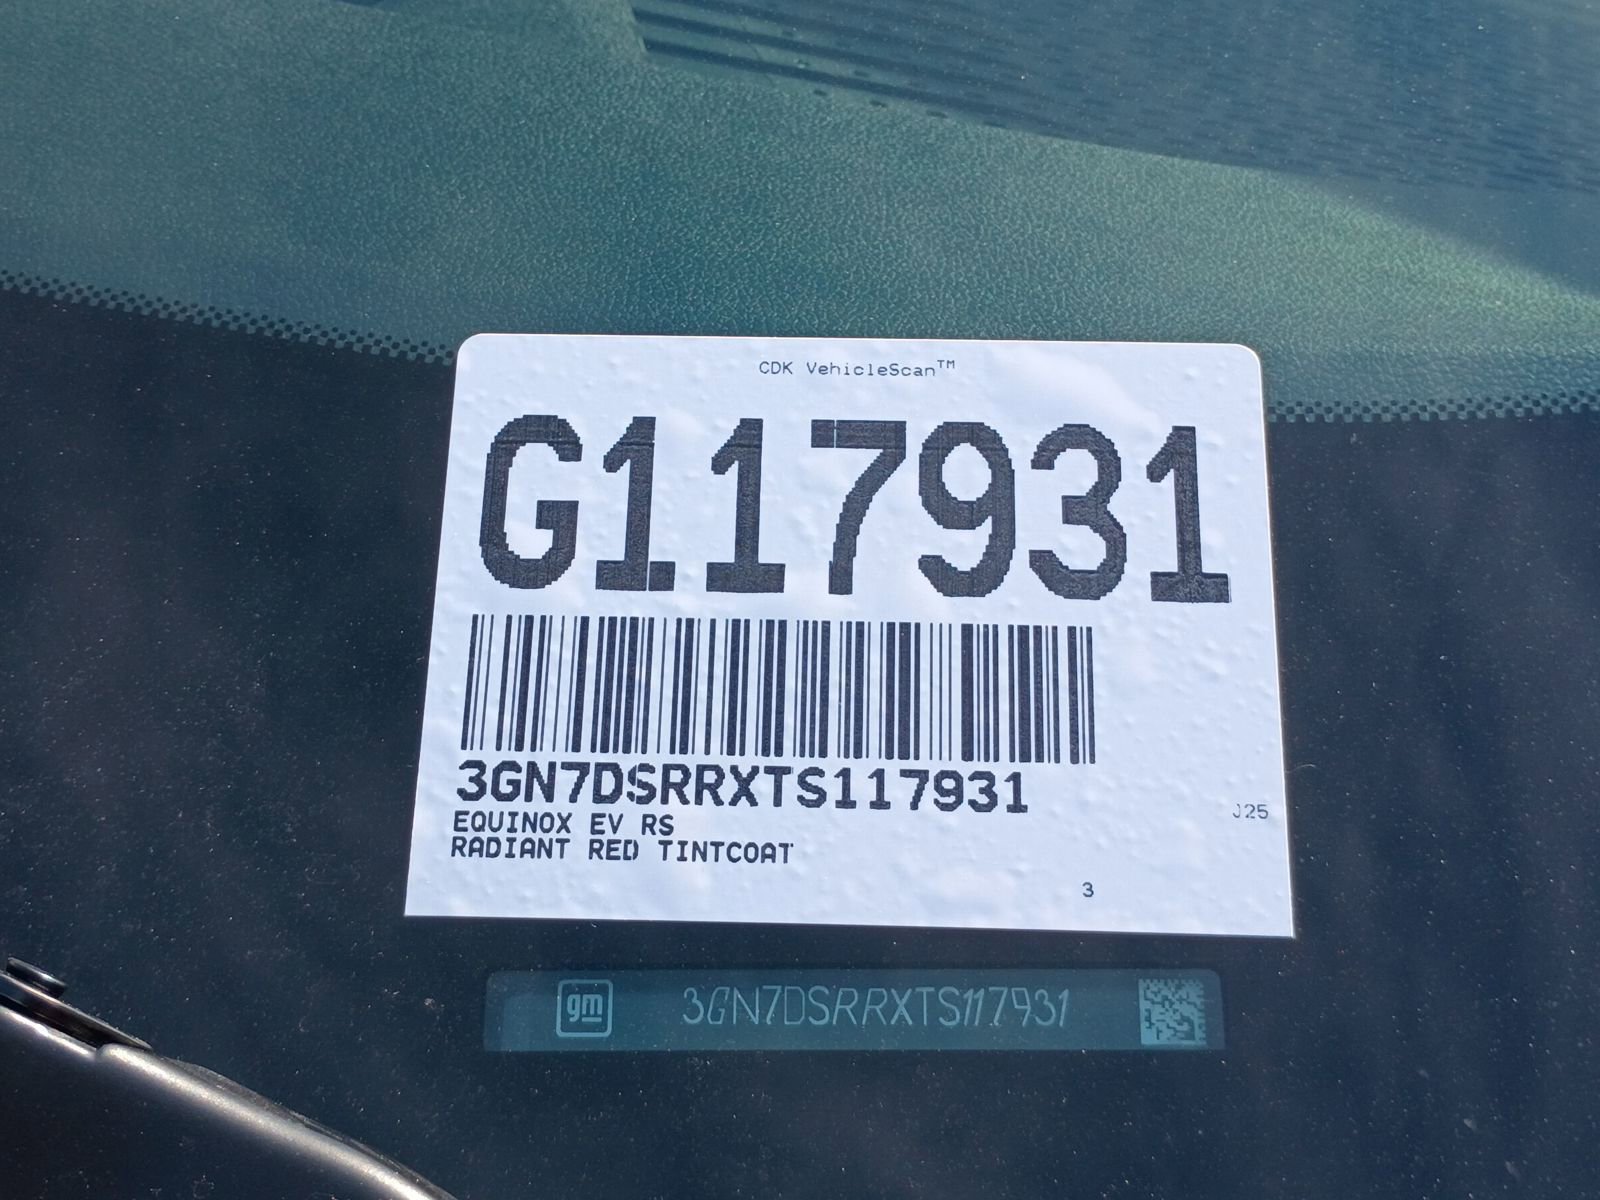 CDK VehicleScan™
G117931
3GN7DSRRXTS117931
EQUINOX EV RS
RADIANT RED TINTCOAT
J25
3
gm 3GN7DSRRXTS117931